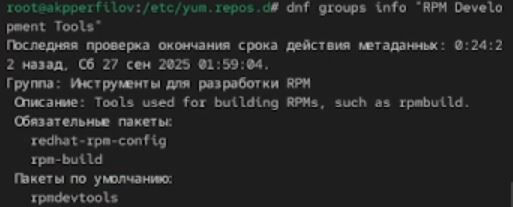 root@akpperfilov:/etc/yum.repos.d# dnf groups info "RPM Develo
pment Tools"
Последняя проверка окончания срока действия метаданных: 0:24:2
2 назад, Сб 27 сен 2025 01:59:04.
Группа: Инструменты для разработки RPM
Описание: Tools used for building RPMs, such as rpmbuild.
Обязательные пакеты:
redhat-rpm-config
rpm-build
Пакеты по умолчанию:
rpmdevtools